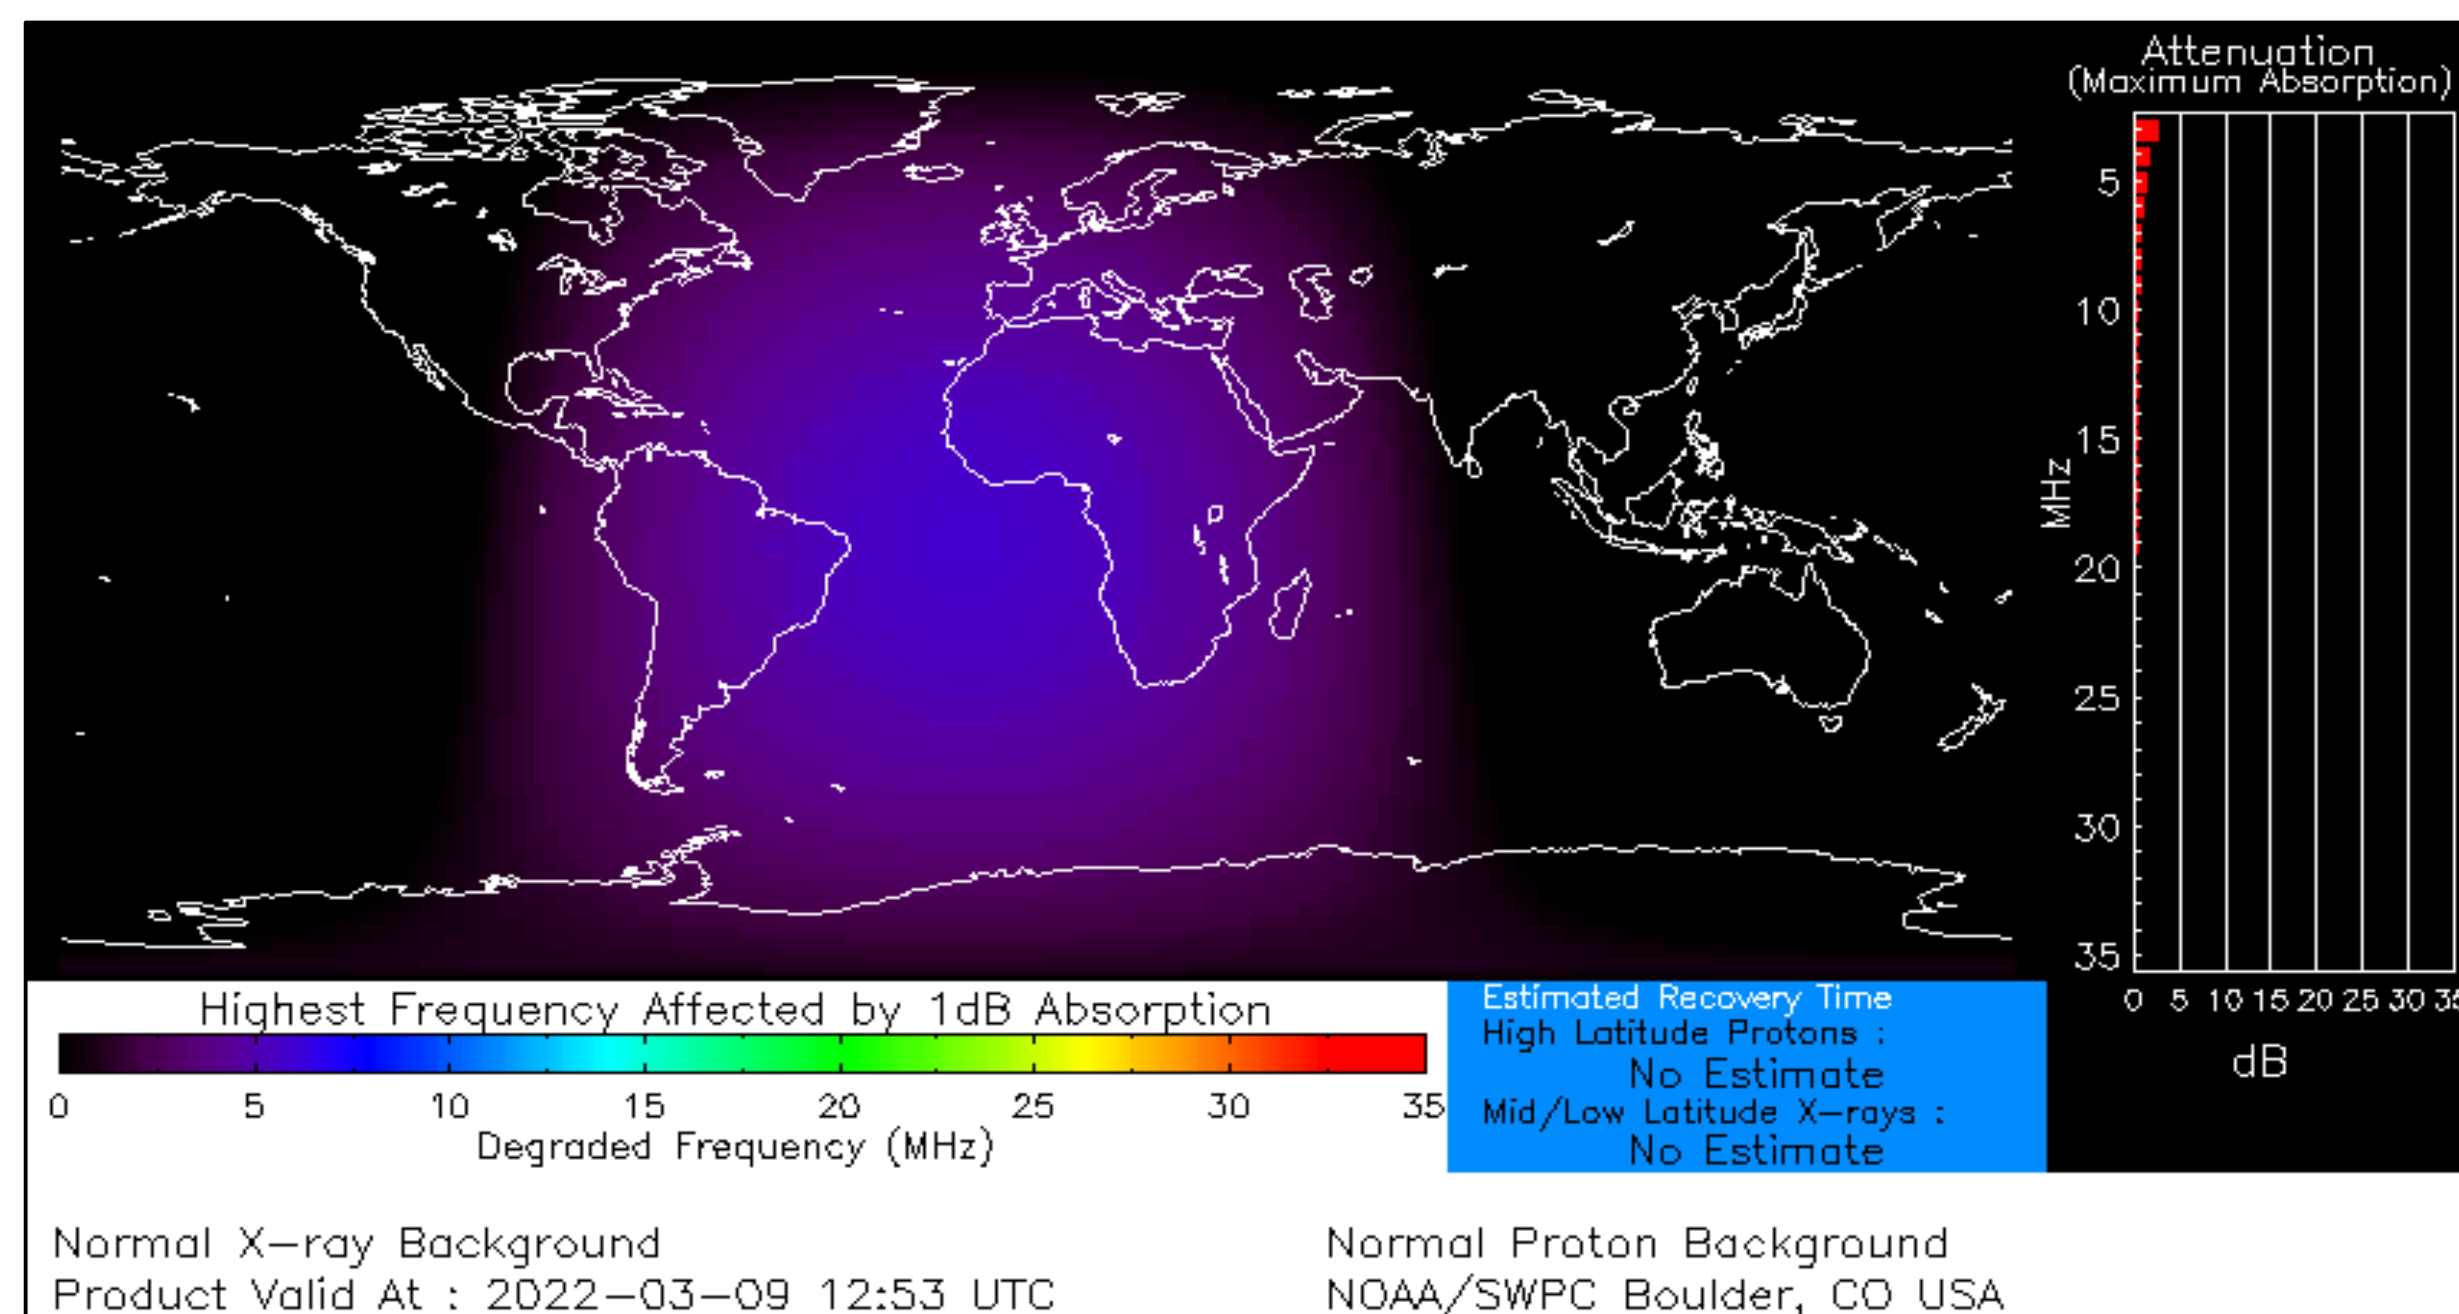 Attenuation
(Maximum Absorption)
5
10
15
20
25
30
35
MHz
0 5 10 15 20 25 30 35
dB
Highest Frequency Affected by 1dB Absorption
0 5 10 15 20 25 30 35
Degraded Frequency (MHz)
Estimated Recovery Time
High Latitude Protons :
No Estimate
Mid/Low Latitude X-rays :
No Estimate
Normal X-ray Background
Normal Proton Background
Product Valid At : 2022-03-09 12:53 UTC
NOAA/SWPC Boulder, CO USA